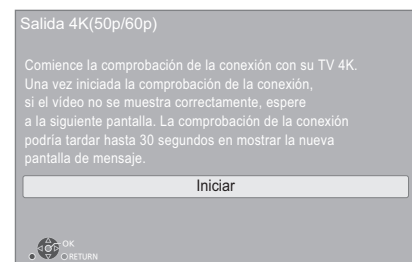 Salida 4K(50p/60p)
Comience la comprobación de la conexión con su TV 4K.
Una vez iniciada la comprobación de la conexión,
si el vídeo no se muestra correctamente, espere
a la siguiente pantalla. La comprobación de la conexión
podría tardar hasta 30 segundos en mostrar la nueva
pantalla de mensaje.
Iniciar
OK
RETURN